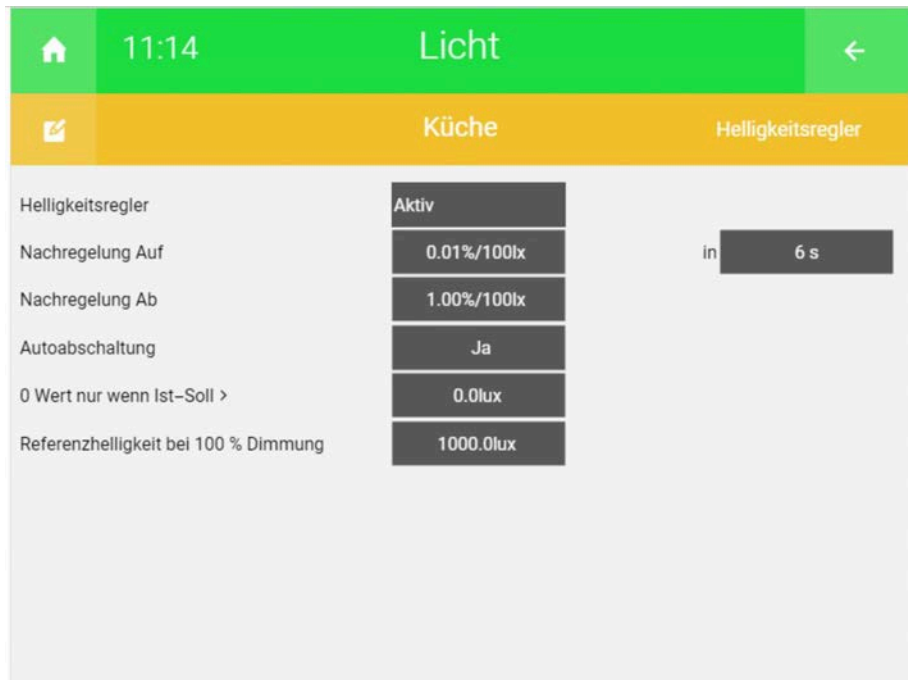 11:14 Licht
Küche Helligkeitsregler
Helligkeitsregler Aktiv
Nachregelung Auf 0.01%/100lx in 6 s
Nachregelung Ab 1.00%/100lx
Autoabschaltung Ja
0 Wert nur wenn Ist-Soll > 0.0lux
Referenzhelligkeit bei 100 % Dimmung 1000.0lux